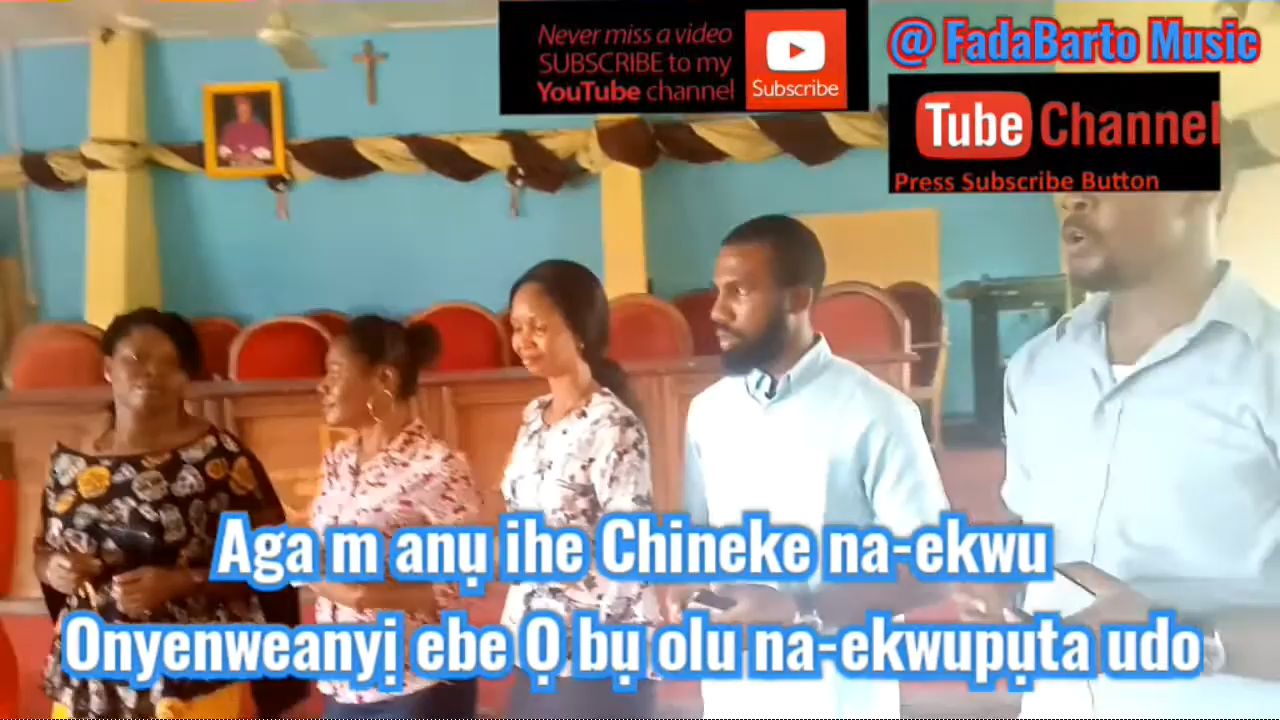 Never miss a video
SUBSCRIBE to my
YouTube channel
Subscribe
@ FadaBarto Music
Tube Channel
Press Subscribe Button
Aga m anụ ihe Chineke na-ekwu
Onyenweanyị ebe Ọ bụ olu na-ekwupụta udo